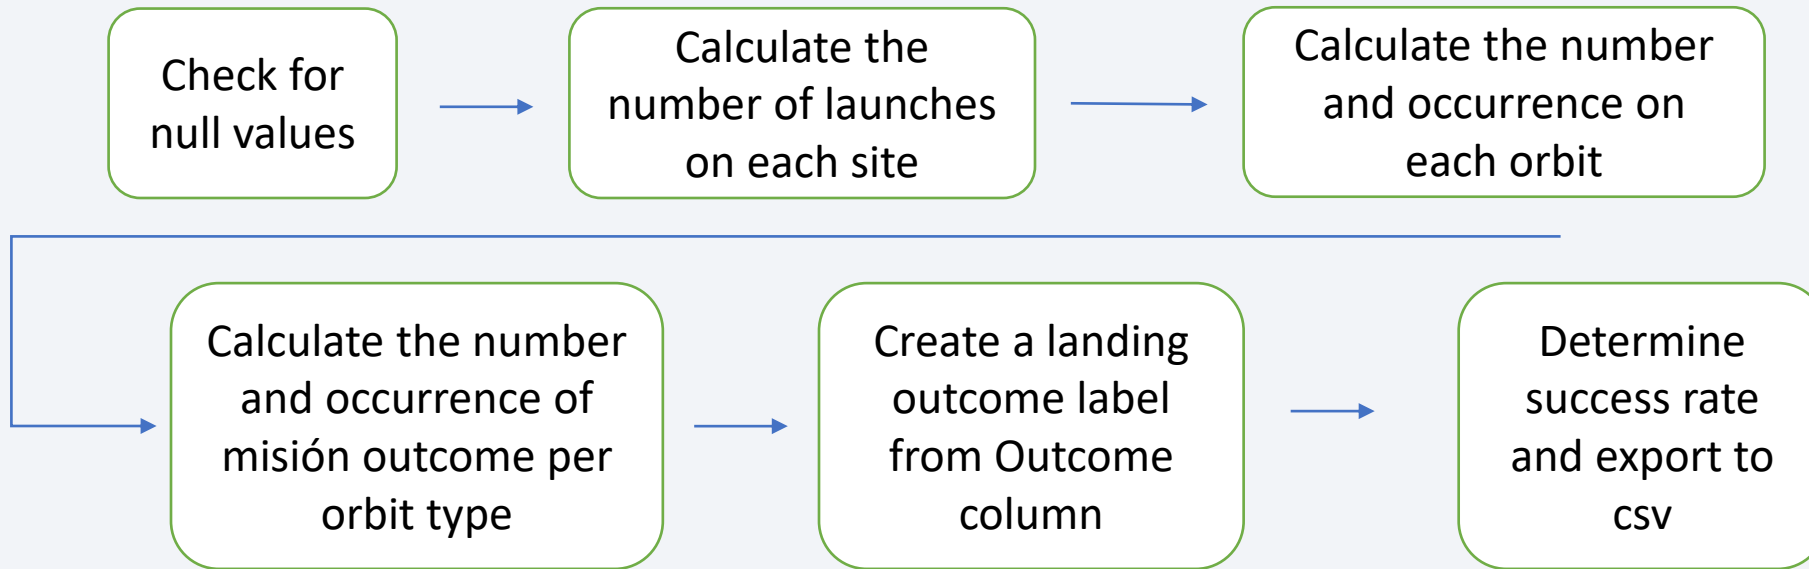 Check for
null values
Calculate the
number of launches
on each site
Calculate the number
and occurrence on
each orbit
Calculate the number
and occurrence of
misión outcome per
orbit type
Create a landing
outcome label
from Outcome
column
Determine
success rate
and export to
csv